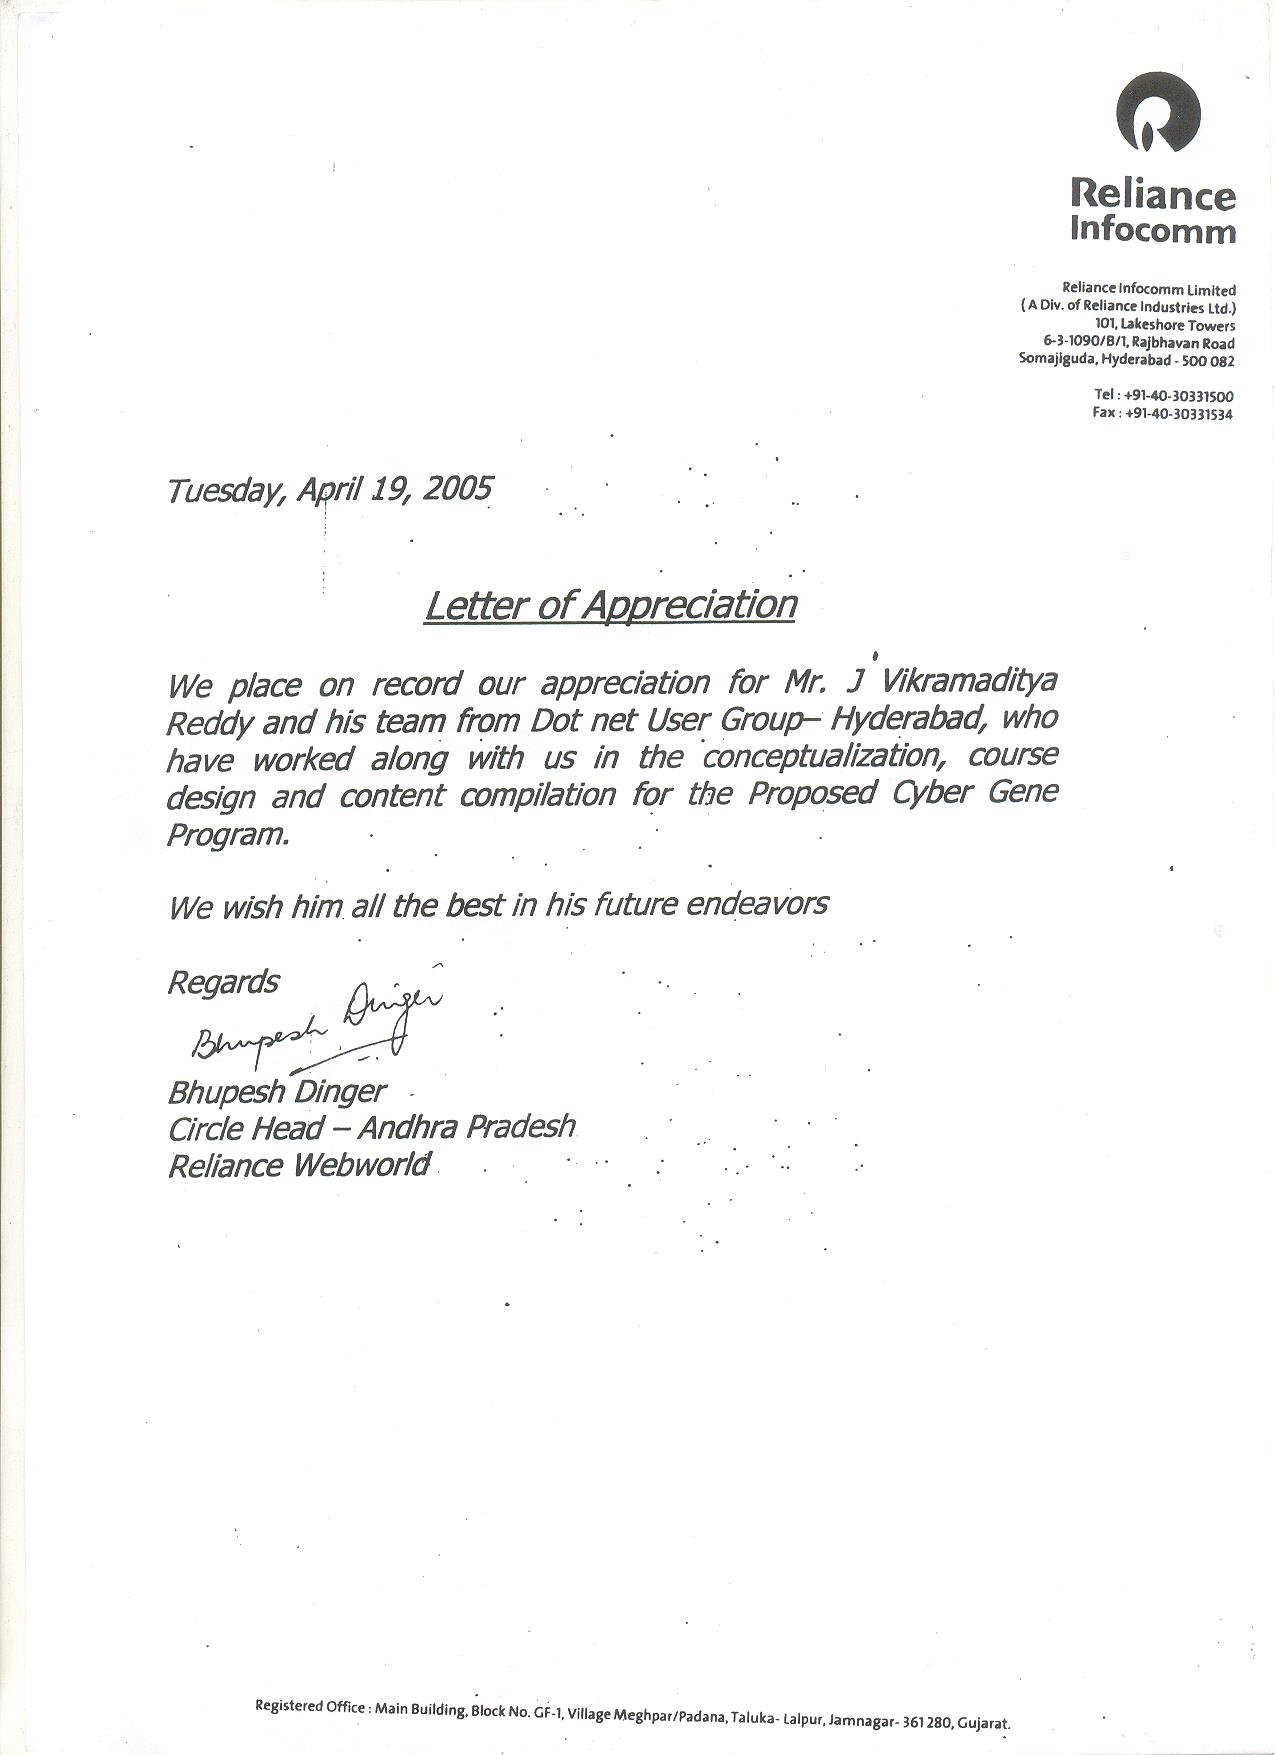 Reliance
Infocomm
Reliance Infocomm Limited
( A Div. of Reliance Industries Ltd.)
101, Lakeshore Towers
6-3-1090/B/1, Rajbhavan Road
Somajiguda, Hyderabad - 500 082
Tel : +91-40-30331500
Fax : +91-40-30331534
Tuesday, April 19, 2005
Letter of Appreciation
We place on record our appreciation for Mr. J Vikramaditya
Reddy and his team from Dot net User Group– Hyderabad, who
have worked along with us in the conceptualization, course
design and content compilation for the Proposed Cyber Gene
Program.
We wish him all the best in his future endeavors
Regards
Bhupesh Dinger
Bhupesh Dinger
Circle Head – Andhra Pradesh
Reliance Webworld
Registered Office : Main Building, Block No. GF-1, Village Meghpar/Padana, Taluka- Lalpur, Jamnagar- 361 280, Gujarat.